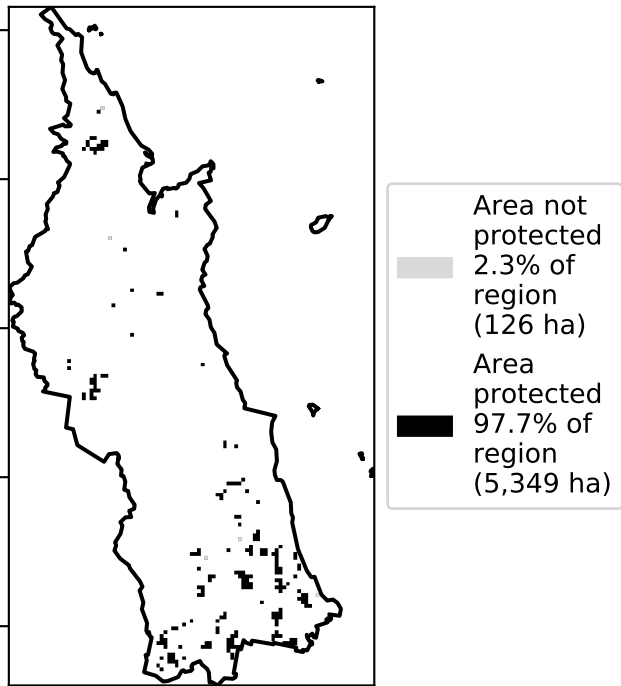 Area not
protected
2.3% of
region
(126 ha)
Area
protected
97.7% of
region
(5,349 ha)